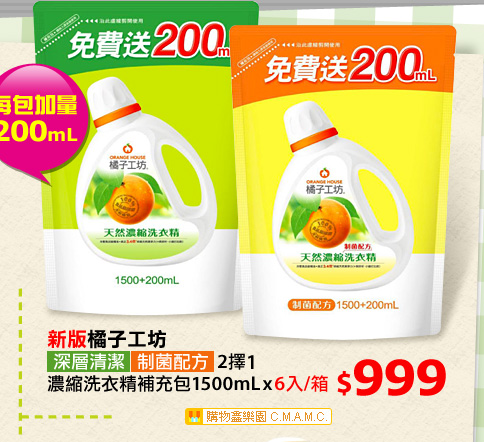 免費送200mL
免費送200mL
每包加量
200mL
ORANGE HOUSE
橘子工坊
天然濃縮洗衣精
1500+200mL
ORANGE HOUSE
橘子工坊
制菌配方
天然濃縮洗衣精
制菌配方 1500+200mL
新版橘子工坊
深層清潔 制菌配方 2擇1
濃縮洗衣精補充包1500mLx6入/箱 $999
購物鑫樂園 C.M.A.M.C.